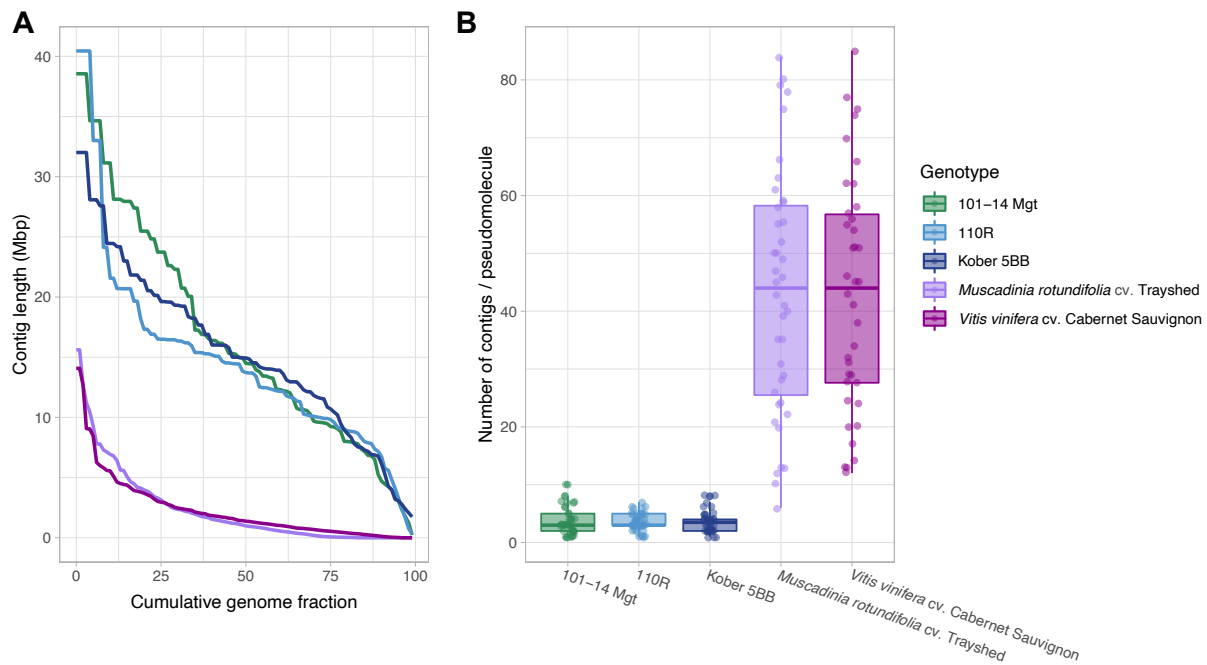 A
Contig length (Mbp)
40
30
20
10
0
0 25 50 75 100
Cumulative genome fraction
B
Number of contigs / pseudomolecule
80
60
40
20
0
101−14 Mgt
110R
Kober 5BB
Muscadinia rotundifolia cv. Trayshed
Vitis vinifera cv. Cabernet Sauvignon
Genotype
101−14 Mgt
110R
Kober 5BB
Muscadinia rotundifolia cv. Trayshed
Vitis vinifera cv. Cabernet Sauvignon